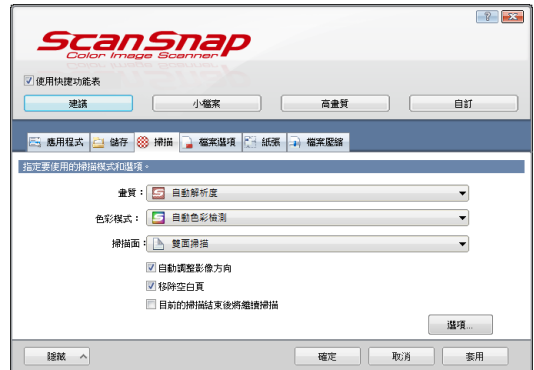 ScanSnap
Color Image Scanner
使用快捷功能表
建議 小檔案 高畫質 自訂
應用程式 儲存 掃描 檔案選項 紙張 檔案壓縮
指定要使用的掃描模式和選項。
畫質： 自動解析度
色彩模式： 自動色彩檢測
掃描面： 雙面掃描
自動調整影像方向
移除空白頁
目前的掃描結束後將繼續掃描
選項...
隱藏 確定 取消 套用